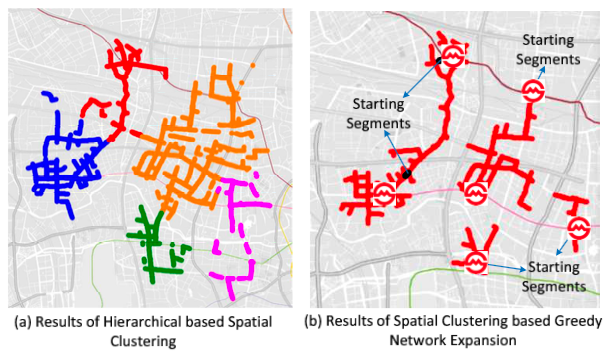 Starting
Segments
Starting
Segments
Starting
Segments
(a) Results of Hierarchical based Spatial
Clustering
(b) Results of Spatial Clustering based Greedy
Network Expansion